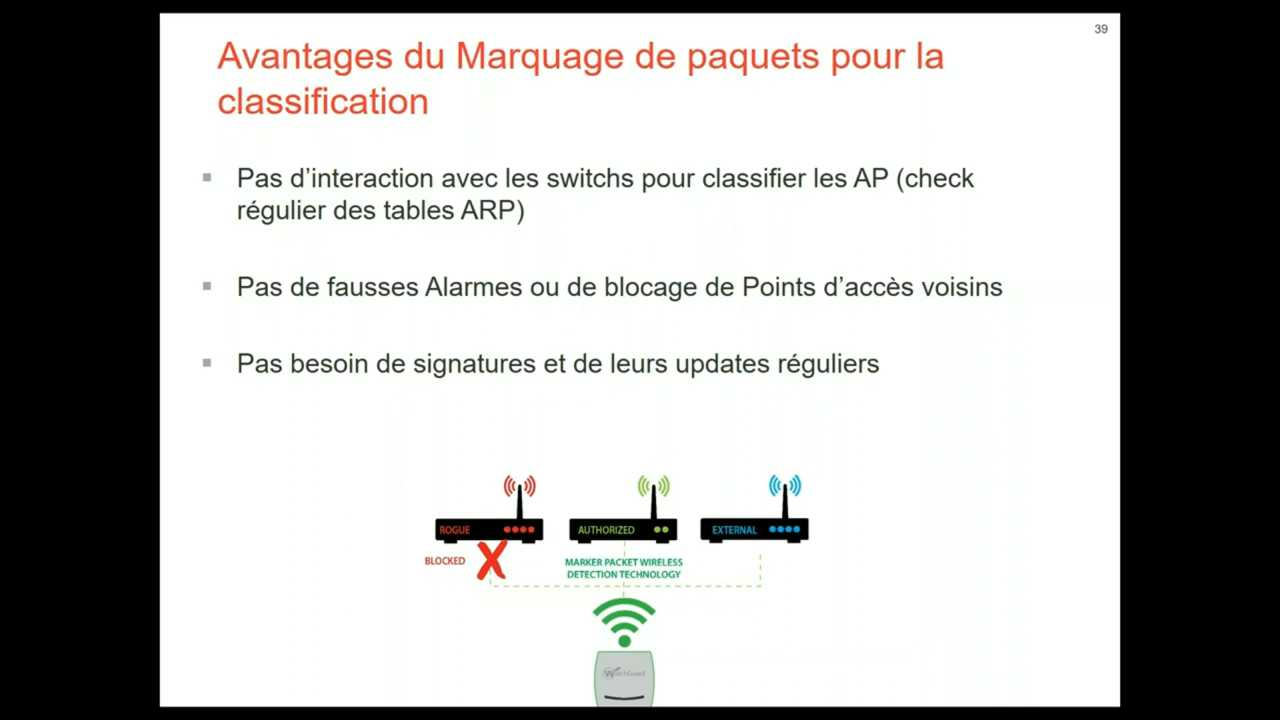 39
Avantages du Marquage de paquets pour la
classification
Pas d’interaction avec les switchs pour classifier les AP (check
régulier des tables ARP)
Pas de fausses Alarmes ou de blocage de Points d’accès voisins
Pas besoin de signatures et de leurs updates réguliers
ROGUE
AUTHORIZED
EXTERNAL
BLOCKED
MARKER PACKET WIRELESS
DETECTION TECHNOLOGY
WatchGuard